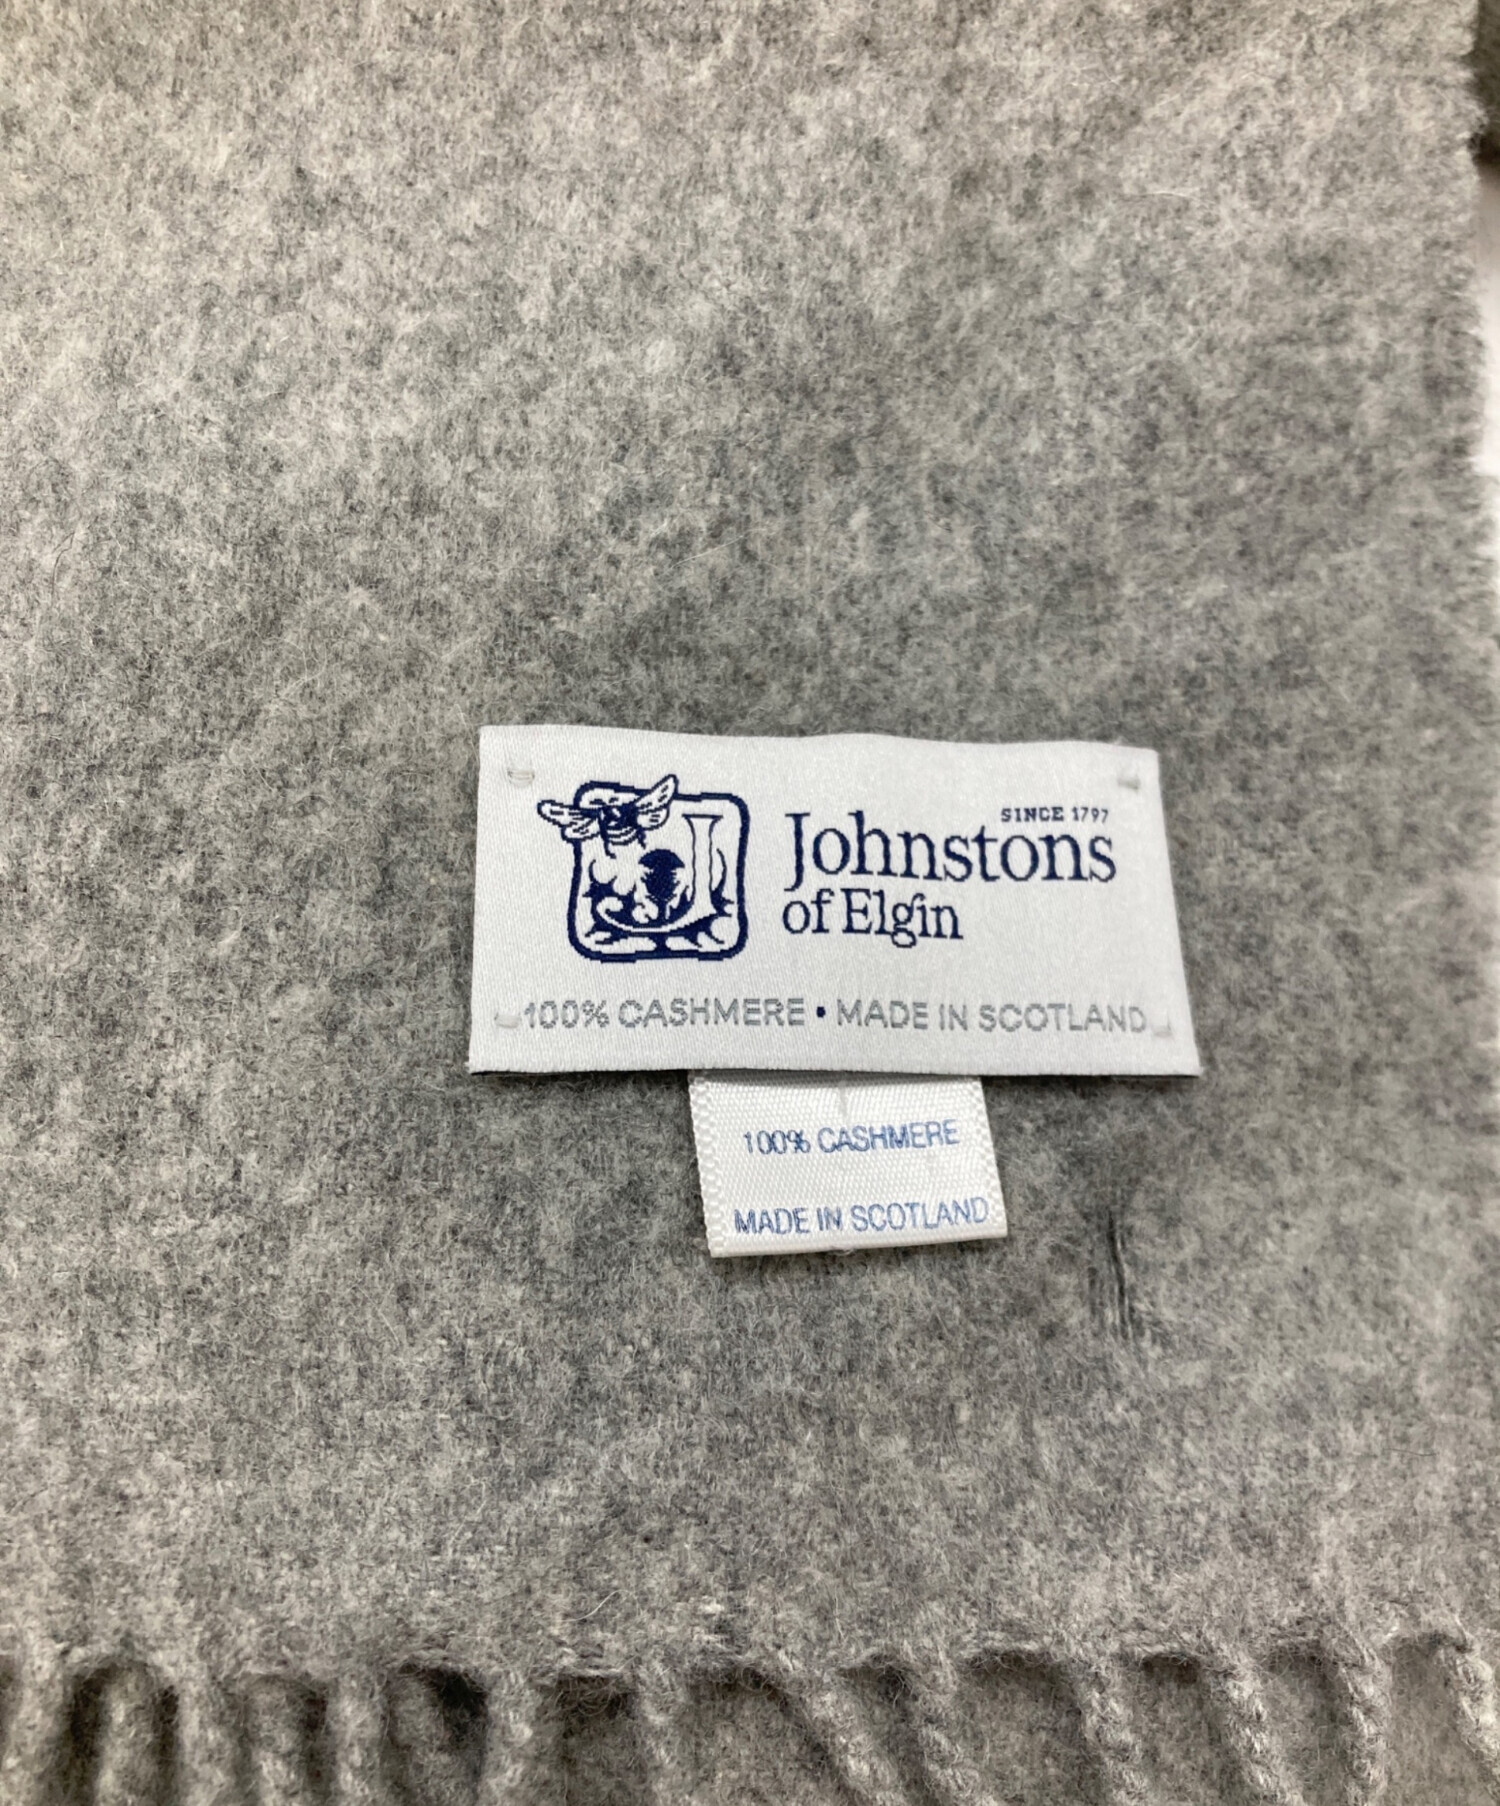 SINCE 1797
Johnstons
of Elgin
100% CASHMERE • MADE IN SCOTLAND
100% CASHMERE
MADE IN SCOTLAND